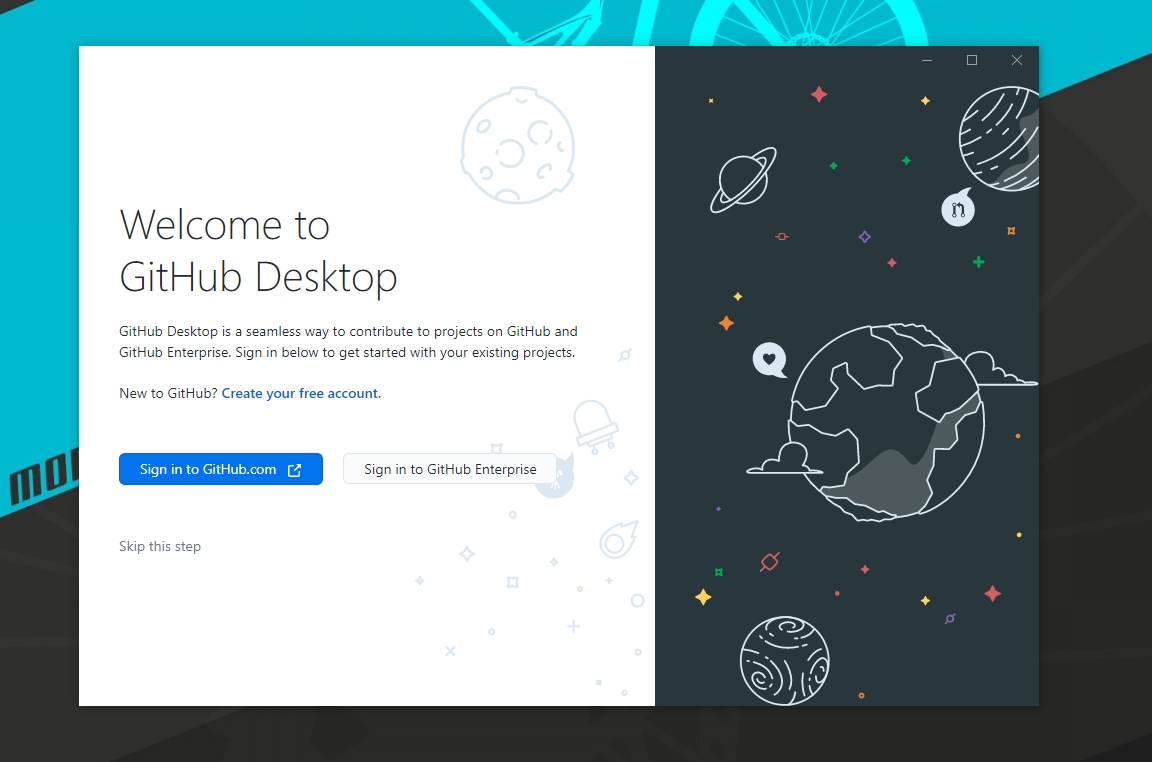 Welcome to
GitHub Desktop
GitHub Desktop is a seamless way to contribute to projects on GitHub and
GitHub Enterprise. Sign in below to get started with your existing projects.
New to GitHub? Create your free account.
Sign in to GitHub.com
Sign in to GitHub Enterprise
Skip this step